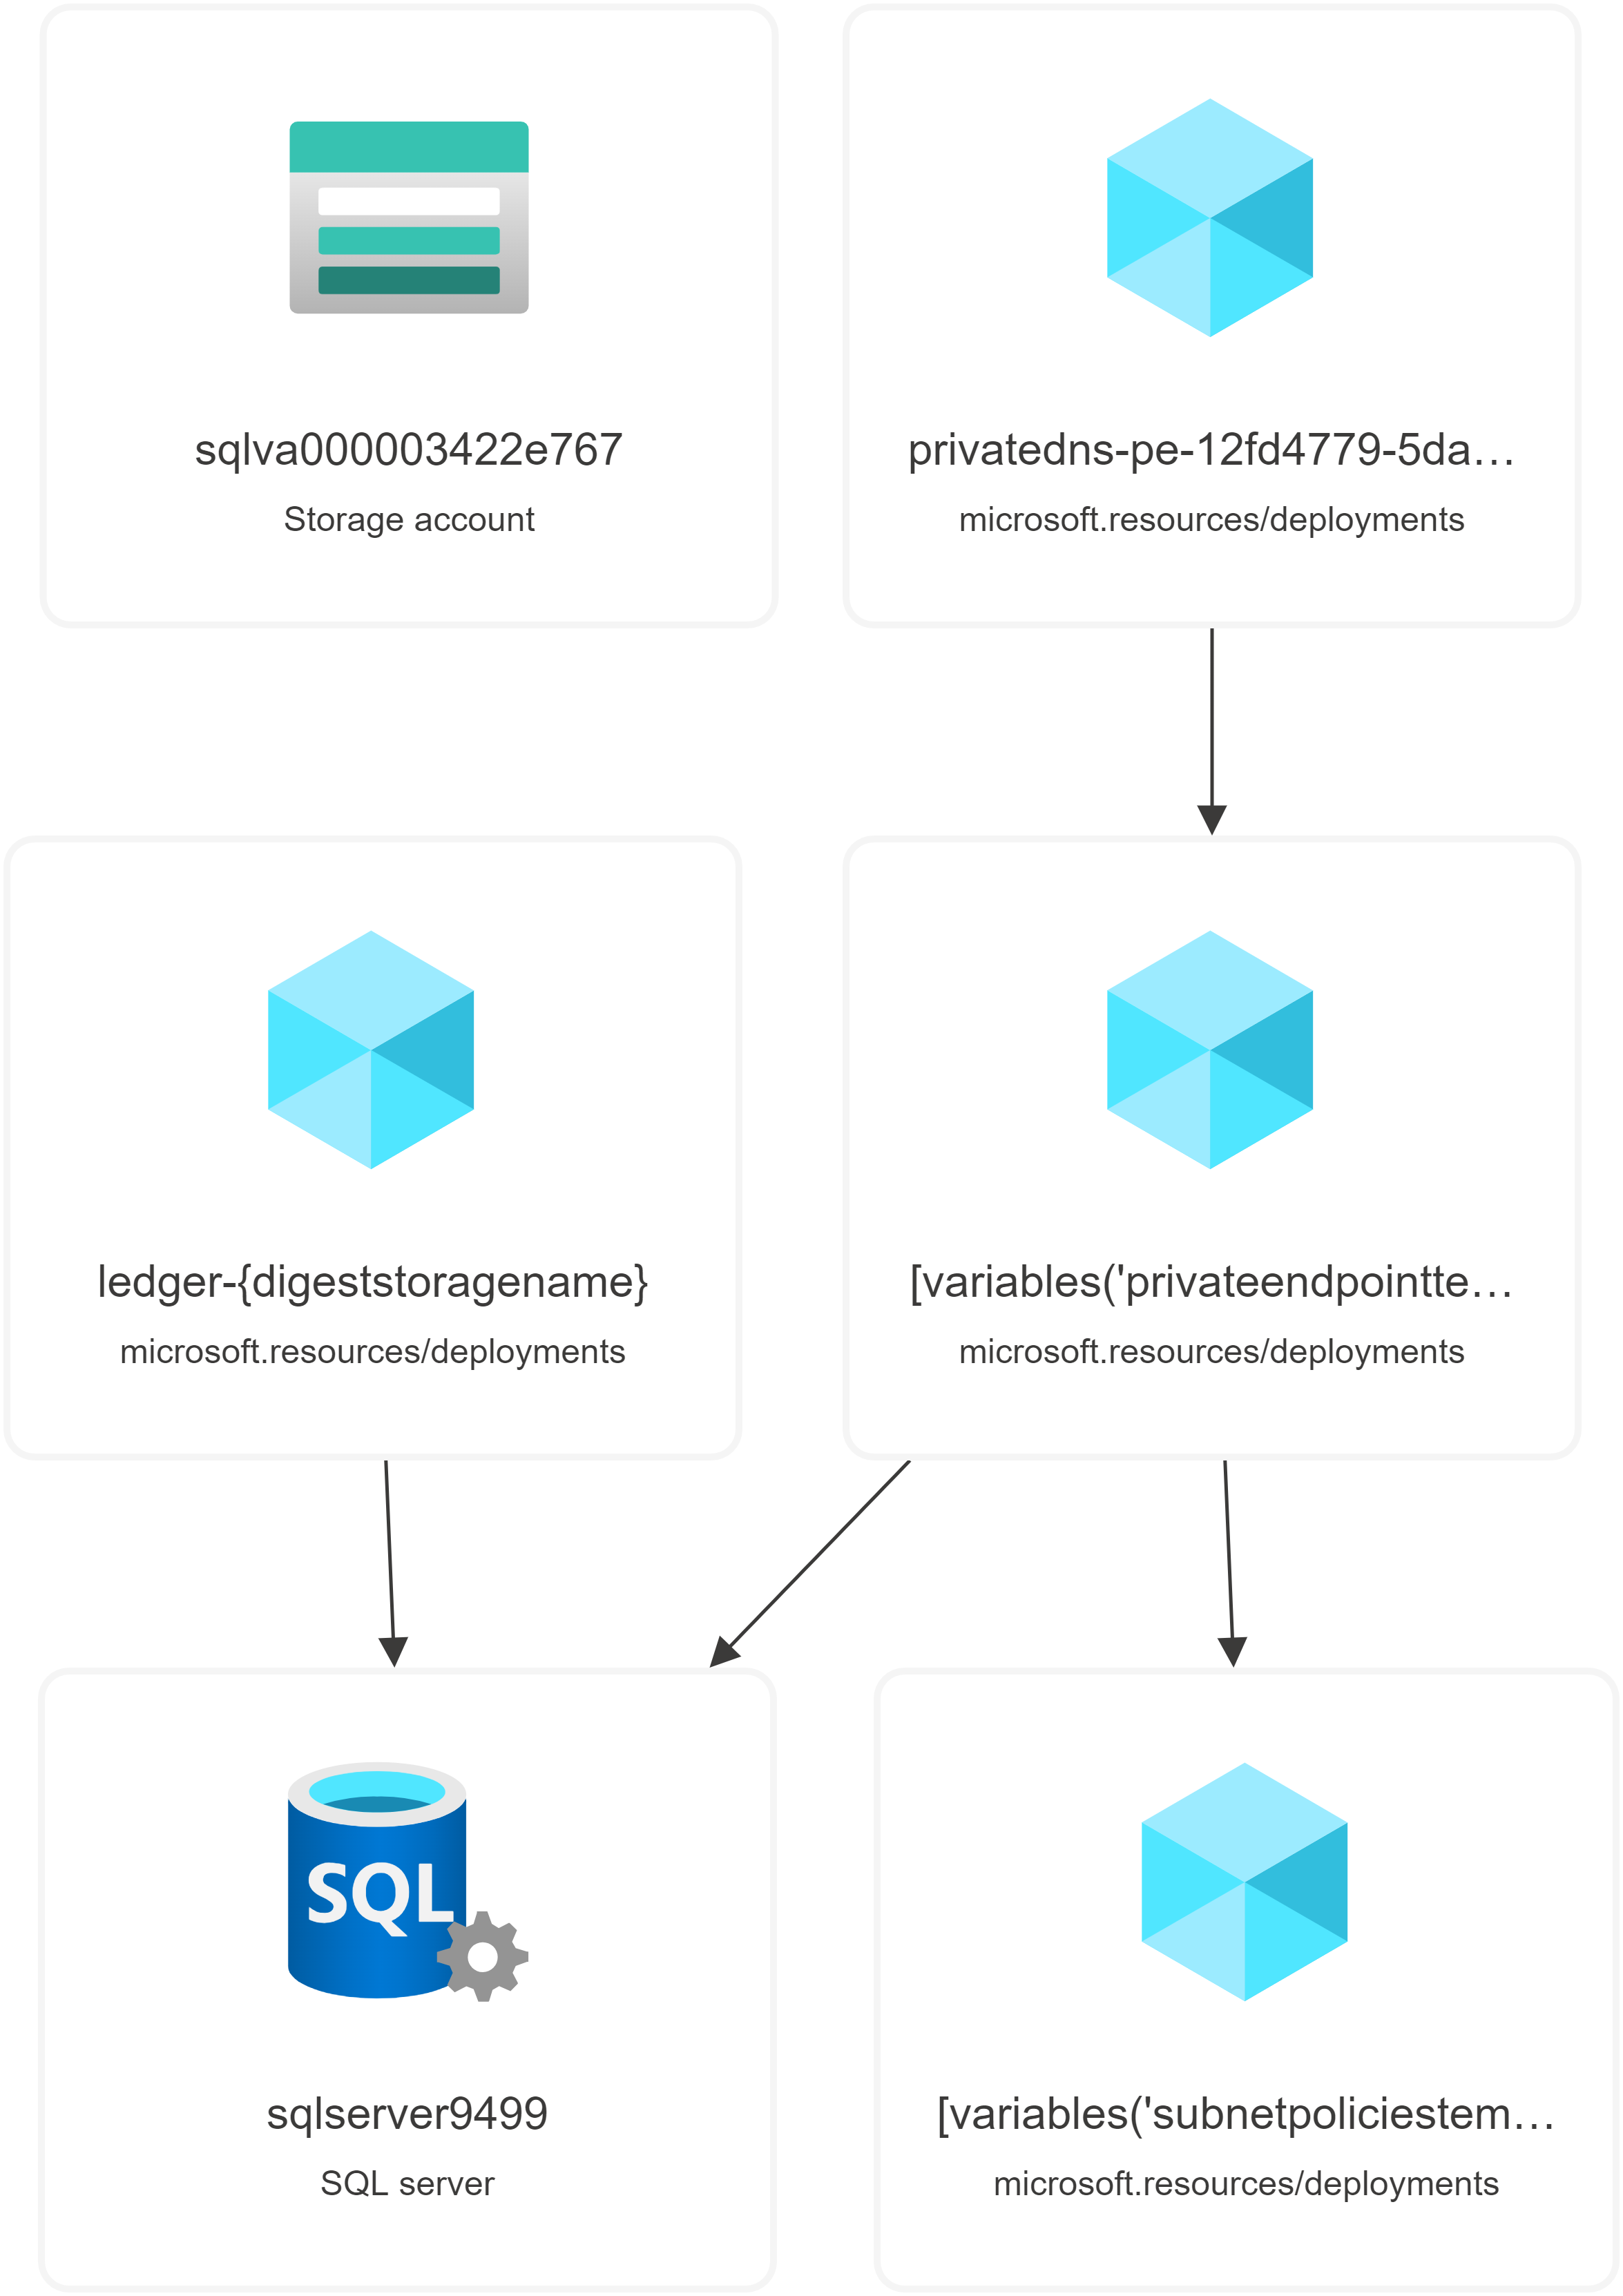 sqlva000003422e767
Storage account
privatedns-pe-12fd4779-5da…
microsoft.resources/deployments
ledger-{digeststoragename}
microsoft.resources/deployments
[variables('privateendpointte…
microsoft.resources/deployments
SQL
sqlserver9499
SQL server
[variables('subnetpoliciestem…
microsoft.resources/deployments